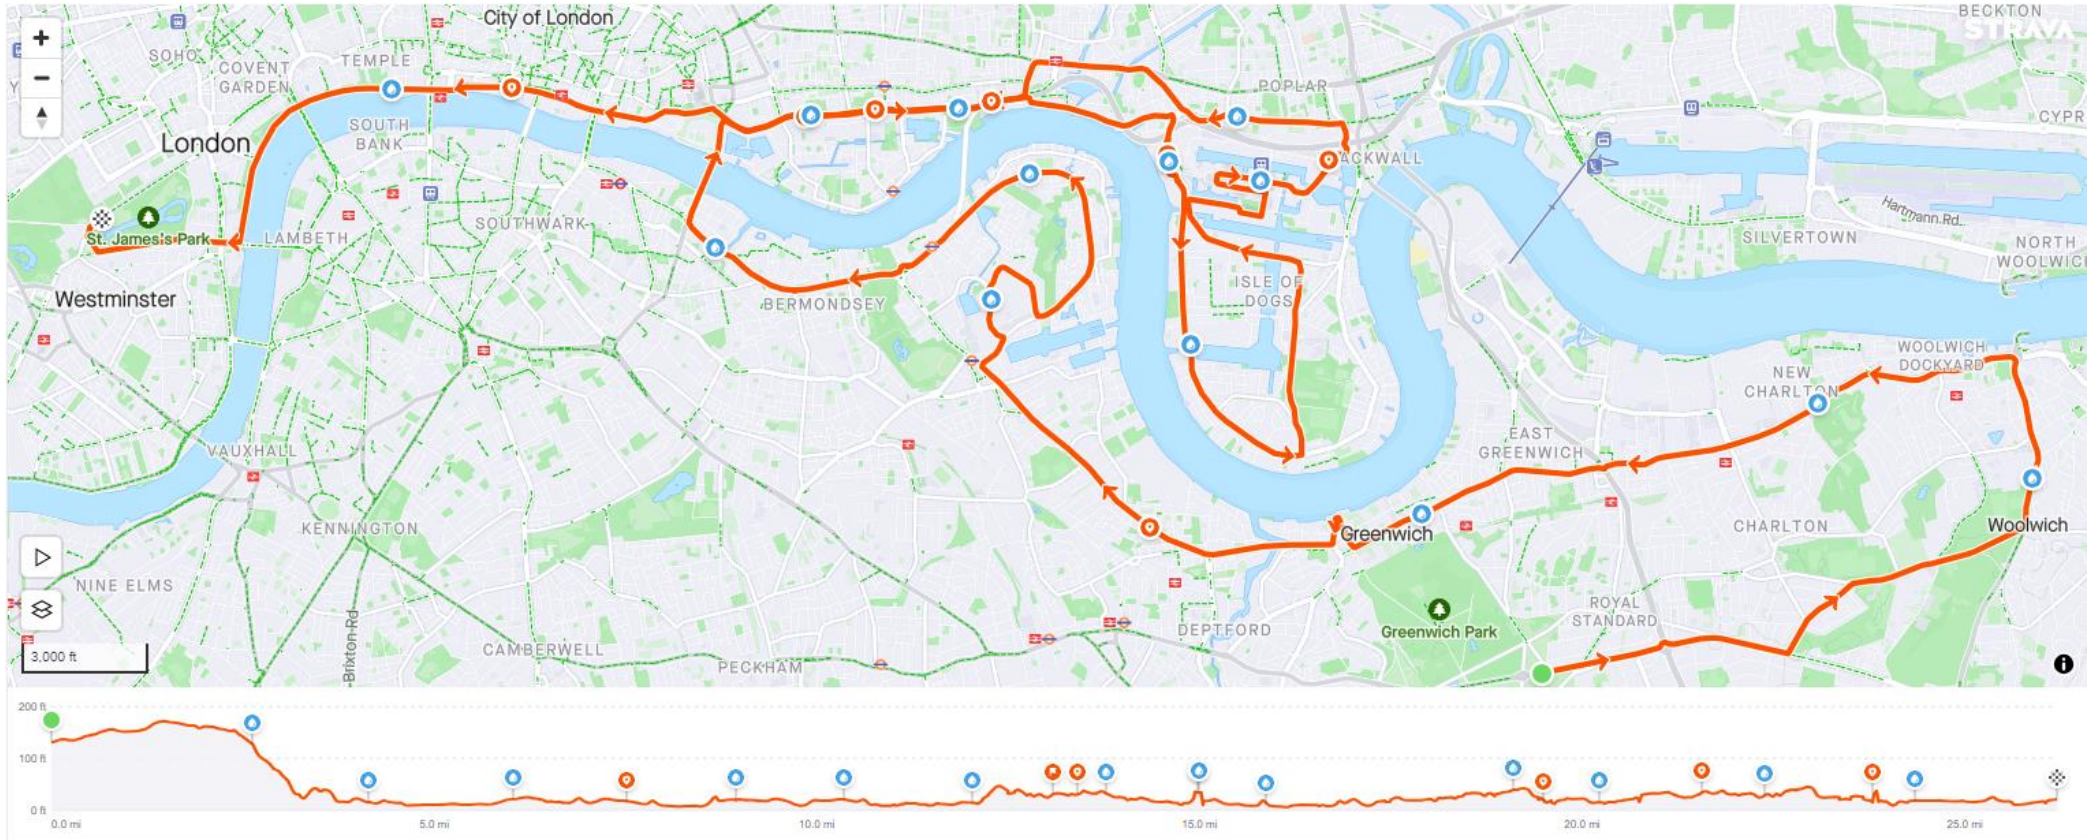 City of London
BECKTON
STRAVA
SOHO
COVENT
GARDEN
TEMPLE
POPLAR
CYPR
London
SOUTH
BANK
ACKWALL
Hartmann Rd
St. James's Park
LAMBETH
SOUTHWARK
SILVERTOWN
NORTH
WOOLWIC
Westminster
BERMONDSEY
ISLE OF
DOGS
WOOLWICH
DOCKYARD
NEW
CHARLTON
EAST
GREENWICH
VAUXHALL
KENNINGTON
Greenwich
CHARLTON
Woolwich
NINE ELMS
Brixton Rd
ROYAL
STANDARD
Greenwich Park
DEPTFORD
CAMBERWELL
PECKHAM
3,000 ft
200 ft
100 ft
0 ft
0.0 mi 5.0 mi 10.0 mi 15.0 mi 20.0 mi 25.0 mi